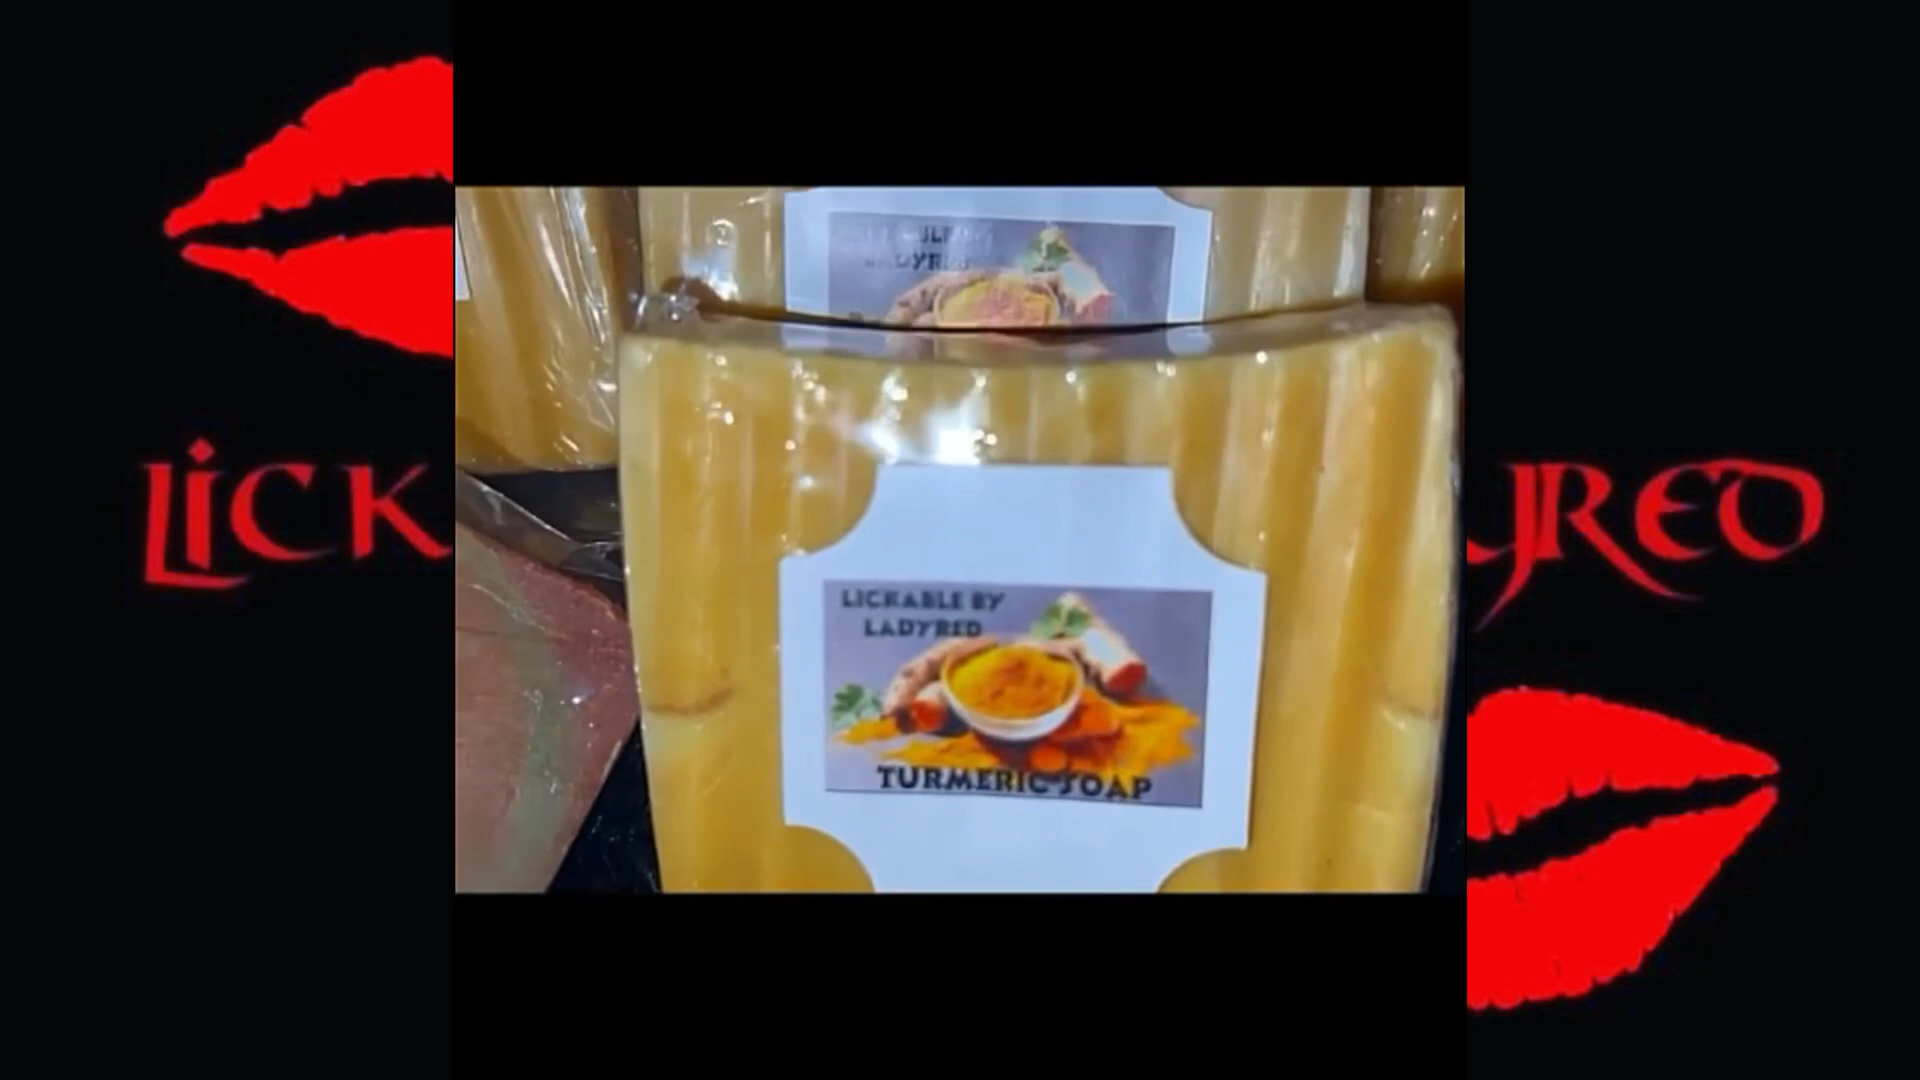 LICK
YRED
LADYRED
LICKABLE BY
LADYRED
TURMERIC SOAP